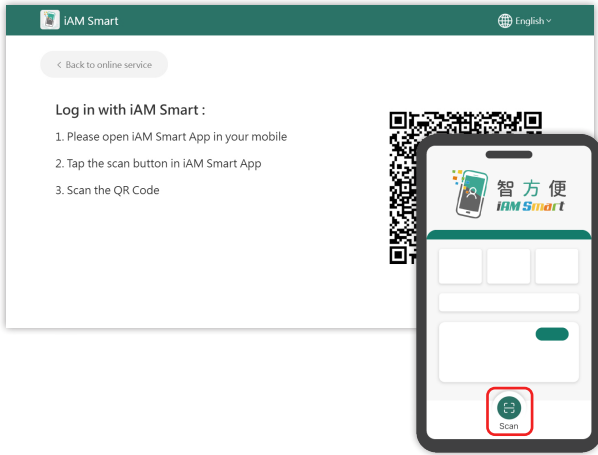 iAM Smart
English
Back to online service
Log in with iAM Smart :
1. Please open iAM Smart App in your mobile
2. Tap the scan button in iAM Smart App
3. Scan the QR Code
智方便
iAM Smart
Scan